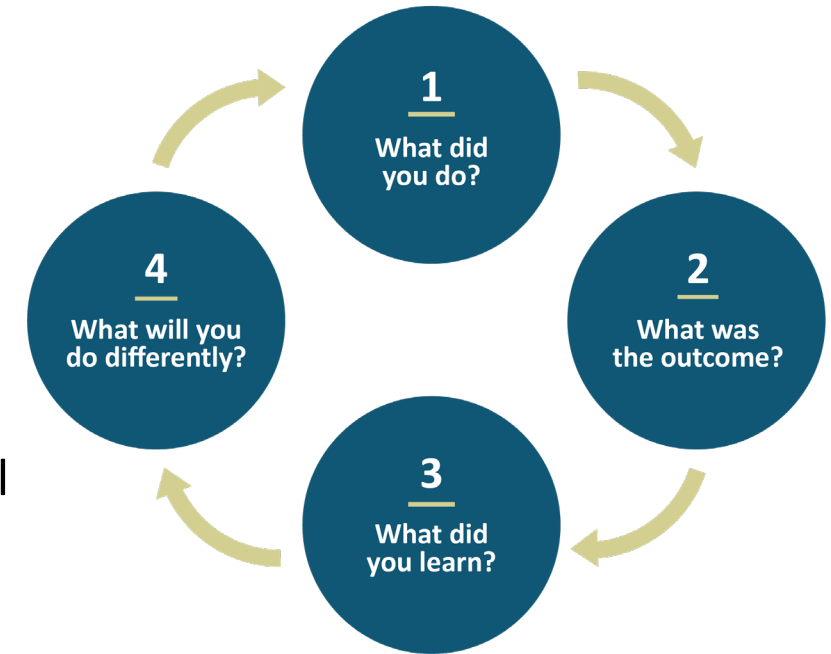 1
What did
you do?
2
What was
the outcome?
3
What did
you learn?
4
What will you
do differently?